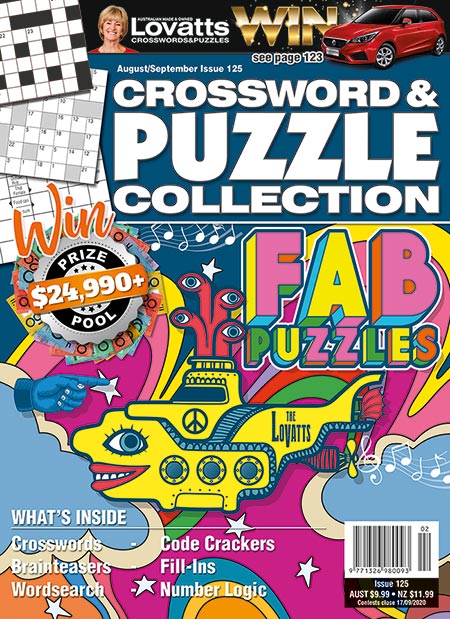 AUSTRALIAN MADE & OWNED
Lovatts
CROSSWORDS&PUZZLES
WIN
see page 123
August/September Issue 125
CROSSWORD &
PUZZLE
COLLECTION
Win
PRIZE
$24,990+
POOL
FAB
PUZZLES
THE
LOVATTS
WHAT'S INSIDE
Crosswords - Code Crackers
Brainteasers - Fill-Ins
Wordsearch - Number Logic
02
9 771326 980093
Issue 125
AUST $9.99 • NZ $11.99
Contests close 17/09/2020